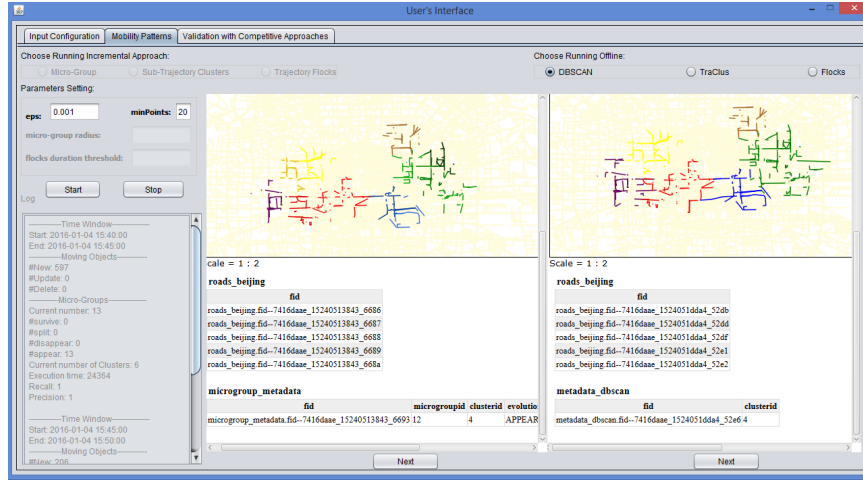 User's Interface
Input Configuration Mobility Patterns Validation with Competitive Approaches
Choose Running Incremental Approach:
Micro-Group Sub-Trajectory Clusters Trajectory Flocks
Choose Running Offline:
DBSCAN TraClus Flocks
Parameters Setting:
eps: 0.001 minPoints: 20
micro-group radius:
flocks duration threshold:
Start Stop
Log
-------------Time Window--------------
Start: 2016-01-04 15:40:00
End: 2016-01-04 15:45:00
-------------Moving Objects------------
#New: 597
#Update: 0
#Delete: 0
------------Micro-Groups---------------
Current number: 13
#survive: 0
#split: 0
#disappear: 0
#appear: 13
Current number of Clusters: 6
Execution time: 24364
Recall: 1
Precision: 1
-------------Time Window--------------
Start: 2016-01-04 15:45:00
End: 2016-01-04 15:50:00
-------------Moving Objects------------
#New: 206
cale = 1 : 2
roads_beijing
fid
roads_beijing.fid--7416daae_15240513843_6686
roads_beijing.fid--7416daae_15240513843_6687
roads_beijing.fid--7416daae_15240513843_6688
roads_beijing.fid--7416daae_15240513843_6689
roads_beijing.fid--7416daae_15240513843_668a
microgroup_metadata
fid microgroupid clusterid evolutio
microgroup_metadata.fid--7416daae_15240513843_6693 12 4 APPEAR
Next
Scale = 1 : 2
roads_beijing
fid
roads_beijing.fid--7416daae_1524051dda4_52db
roads_beijing.fid--7416daae_1524051dda4_52dd
roads_beijing.fid--7416daae_1524051dda4_52df
roads_beijing.fid--7416daae_1524051dda4_52e1
roads_beijing.fid--7416daae_1524051dda4_52e2
metadata_dbscan
fid clusterid
metadata_dbscan.fid--7416daae_1524051dda4_52e6 4
Next